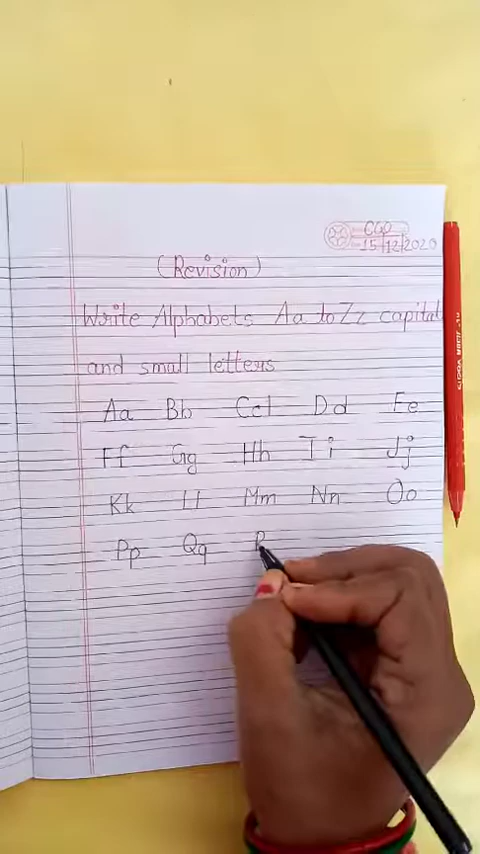 CGO
15/12/2020
(Revision)
Write Alphabets Aa to Zz capital
and small letters
Aa Bb Cc Dd Ee
Ff Gg Hh Ii Jj
Kk Ll Mm Nn Oo
Pp Qq R